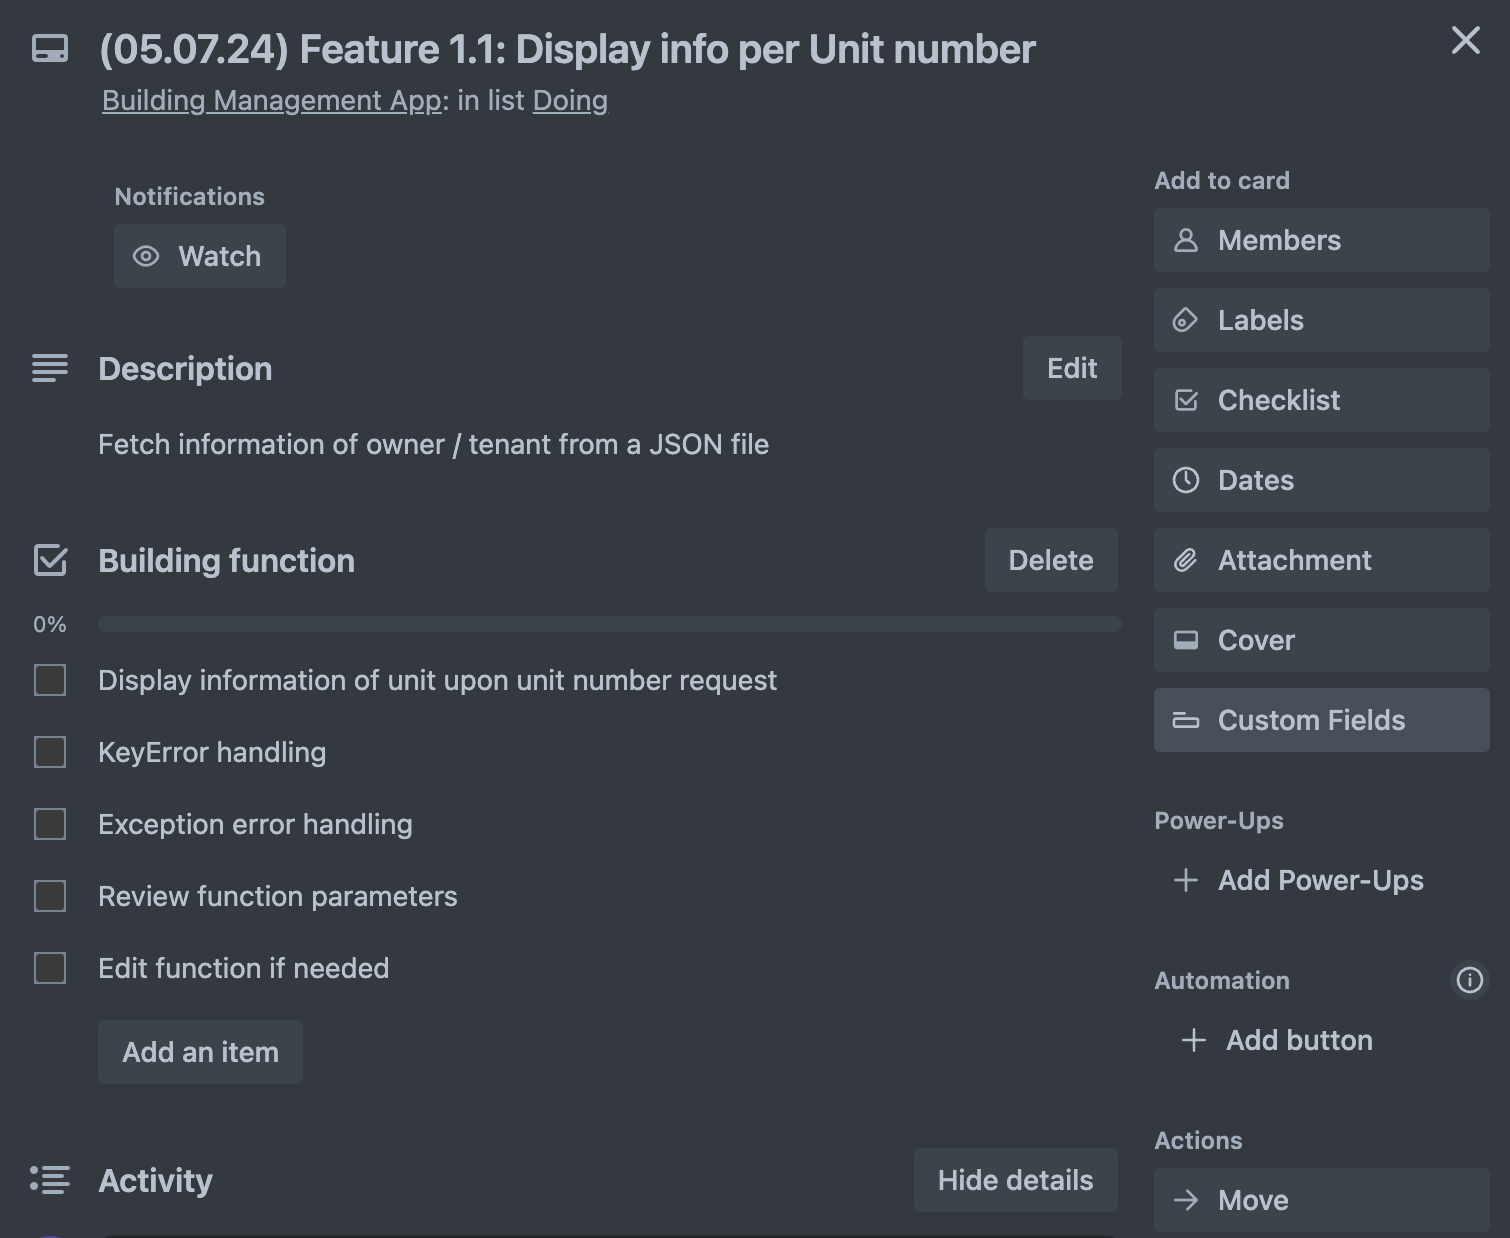 (05.07.24) Feature 1.1: Display info per Unit number
Building Management App: in list Doing
Notifications
Watch
Description
Edit
Fetch information of owner / tenant from a JSON file
Building function
Delete
0%
Display information of unit upon unit number request
KeyError handling
Exception error handling
Review function parameters
Edit function if needed
Add an item
Activity
Hide details
Add to card
Members
Labels
Checklist
Dates
Attachment
Cover
Custom Fields
Power-Ups
Add Power-Ups
Automation
Add button
Actions
Move